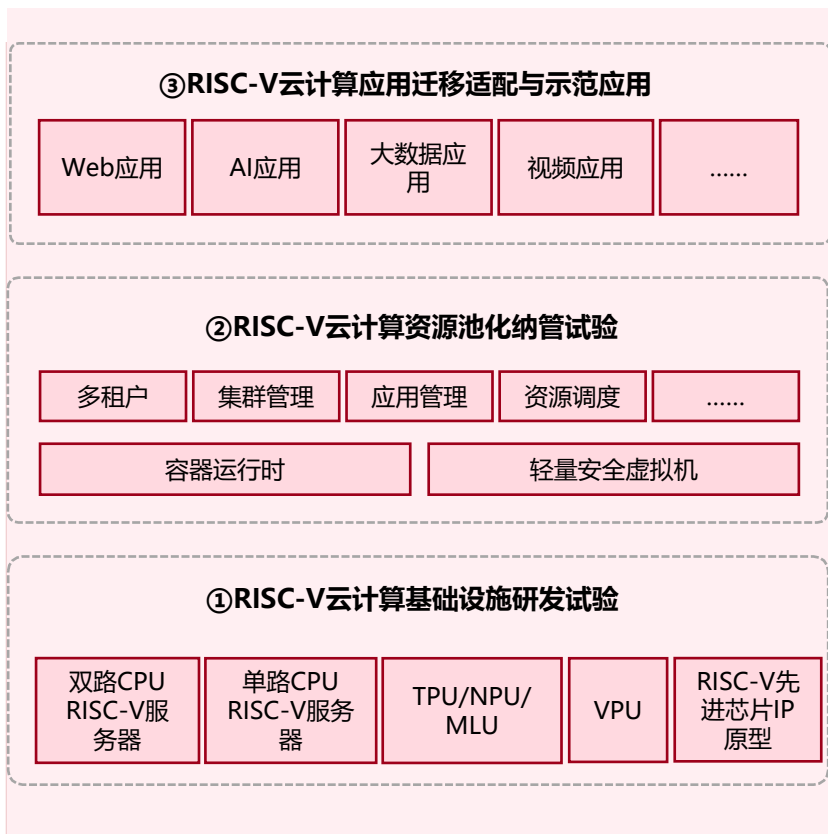 ③RISC-V云计算应用迁移适配与示范应用
Web应用
AI应用
大数据应
用
视频应用
......
②RISC-V云计算资源池化纳管试验
多租户
集群管理
应用管理
资源调度
......
容器运行时
轻量安全虚拟机
①RISC-V云计算基础设施研发试验
双路CPU
RISC-V服
务器
单路CPU
RISC-V服务
器
TPU/NPU/
MLU
VPU
RISC-V先
进芯片IP
原型